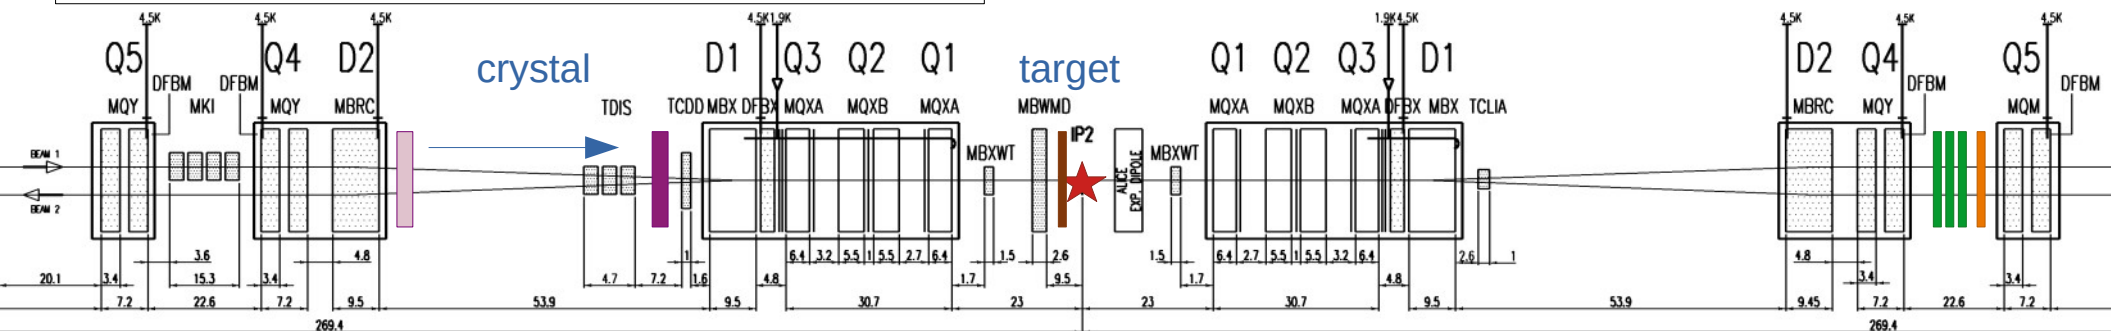 4.5K 4.5K 4.5K 4.5K 1.9K 1.9K 4.5K 4.5K 4.5K 4.5K
Q5 Q4 D2 crystal D1 Q3 Q2 Q1 target Q1 Q2 Q3 D1 D2 Q4 Q5
DFBM DFBM DFBM DFBM
MQY MKI MQY MBRC TDIS TCDD MBX DFBX MQXA MQXB MQXA MBWMD MQXA MQXB MQXA DFBX MBX TCLIA MBRC MQY MQM
IP2
MBXWT MBXWT
ALICE
EXP. DIPOLE
BEAM 1
BEAM 2
3.6 4.8 1 6.4 3.2 5.5 1 5.5 2.7 6.4 1.5 2.6 1.5 6.4 2.7 5.5 1 5.5 3.2 6.4 2.6 1 4.8
20.1 3.4 15.3 3.4 4.7 7.2 1.6 4.8 1.7 9.5 1.7 4.8 3.4 3.4
7.2 22.6 7.2 9.5 53.9 9.5 30.7 23 23 30.7 9.5 53.9 9.45 7.2 22.6 7.2
269.4 269.4